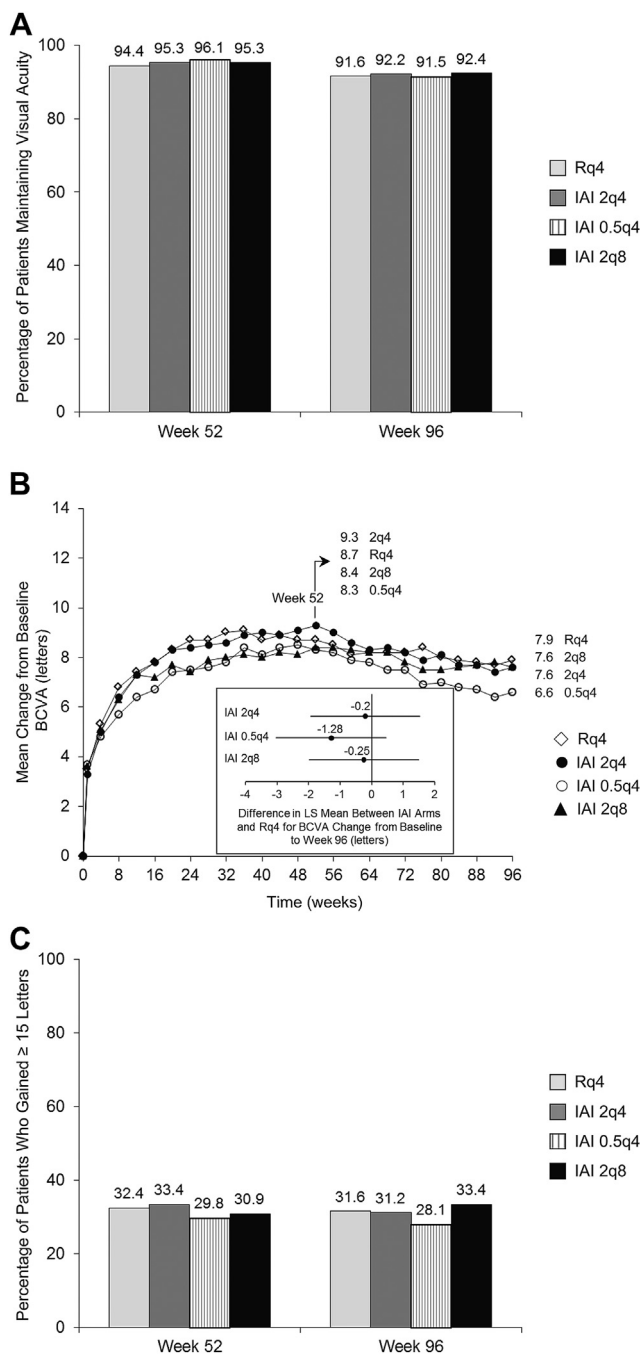 A
Percentage of Patients Maintaining Visual Acuity
100
80
60
40
20
0
94.4 95.3 96.1 95.3
91.6 92.2 91.5 92.4
Week 52 Week 96
Rq4
IAI 2q4
IAI 0.5q4
IAI 2q8
B
Mean Change from Baseline
BCVA (letters)
14
12
10
8
6
4
2
0
9.3 2q4
8.7 Rq4
8.4 2q8
8.3 0.5q4
Week 52
7.9 Rq4
7.6 2q8
7.6 2q4
6.6 0.5q4
IAI 2q4 -0.2
IAI 0.5q4 -1.28
IAI 2q8 -0.25
-4 -3 -2 -1 0 1 2
Difference in LS Mean Between IAI Arms
and Rq4 for BCVA Change from Baseline
to Week 96 (letters)
Rq4
IAI 2q4
IAI 0.5q4
IAI 2q8
0 8 16 24 32 40 48 56 64 72 80 88 96
Time (weeks)
C
Percentage of Patients Who Gained ≥ 15 Letters
100
80
60
40
20
0
32.4 33.4 29.8 30.9
31.6 31.2 28.1 33.4
Week 52 Week 96
Rq4
IAI 2q4
IAI 0.5q4
IAI 2q8